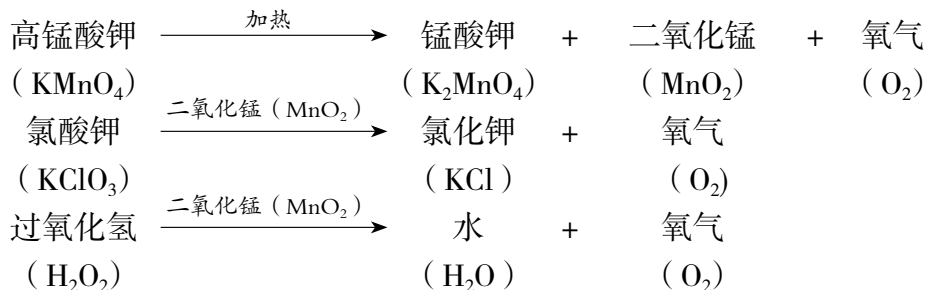 加热
高锰酸钾 锰酸钾 + 二氧化锰 + 氧气
（KMnO₄） （K₂MnO₄） （MnO₂） （O₂）
二氧化锰（MnO₂）
氯酸钾 氯化钾 + 氧气
（KClO₃） （KCl） （O₂)
二氧化锰（MnO₂）
过氧化氢 水 + 氧气
（H₂O₂） （H₂O） （O₂）